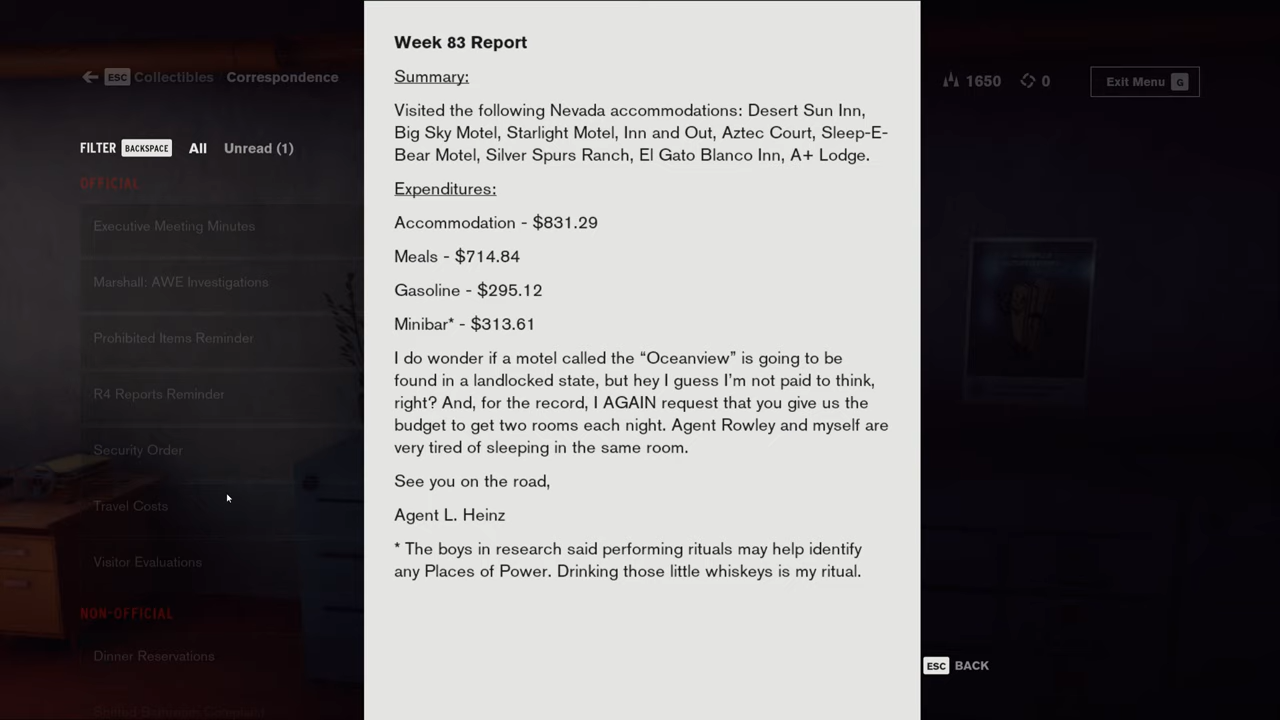 Week 83 Report
Summary:
Visited the following Nevada accommodations: Desert Sun Inn,
Big Sky Motel, Starlight Motel, Inn and Out, Aztec Court, Sleep-E-
Bear Motel, Silver Spurs Ranch, El Gato Blanco Inn, A+ Lodge.
Expenditures:
Accommodation - $831.29
Meals - $714.84
Gasoline - $295.12
Minibar* - $313.61
I do wonder if a motel called the “Oceanview” is going to be
found in a landlocked state, but hey I guess I’m not paid to think,
right? And, for the record, I AGAIN request that you give us the
budget to get two rooms each night. Agent Rowley and myself are
very tired of sleeping in the same room.
See you on the road,
Agent L. Heinz
* The boys in research said performing rituals may help identify
any Places of Power. Drinking those little whiskeys is my ritual.
ESC Collectibles Correspondence
1650 0 Exit Menu G
FILTER BACKSPACE All Unread (1)
OFFICIAL
Executive Meeting Minutes
Marshall: AWE Investigations
Prohibited Items Reminder
R4 Reports Reminder
Security Order
Travel Costs
Visitor Evaluations
NON-OFFICIAL
Dinner Reservations
ESC BACK